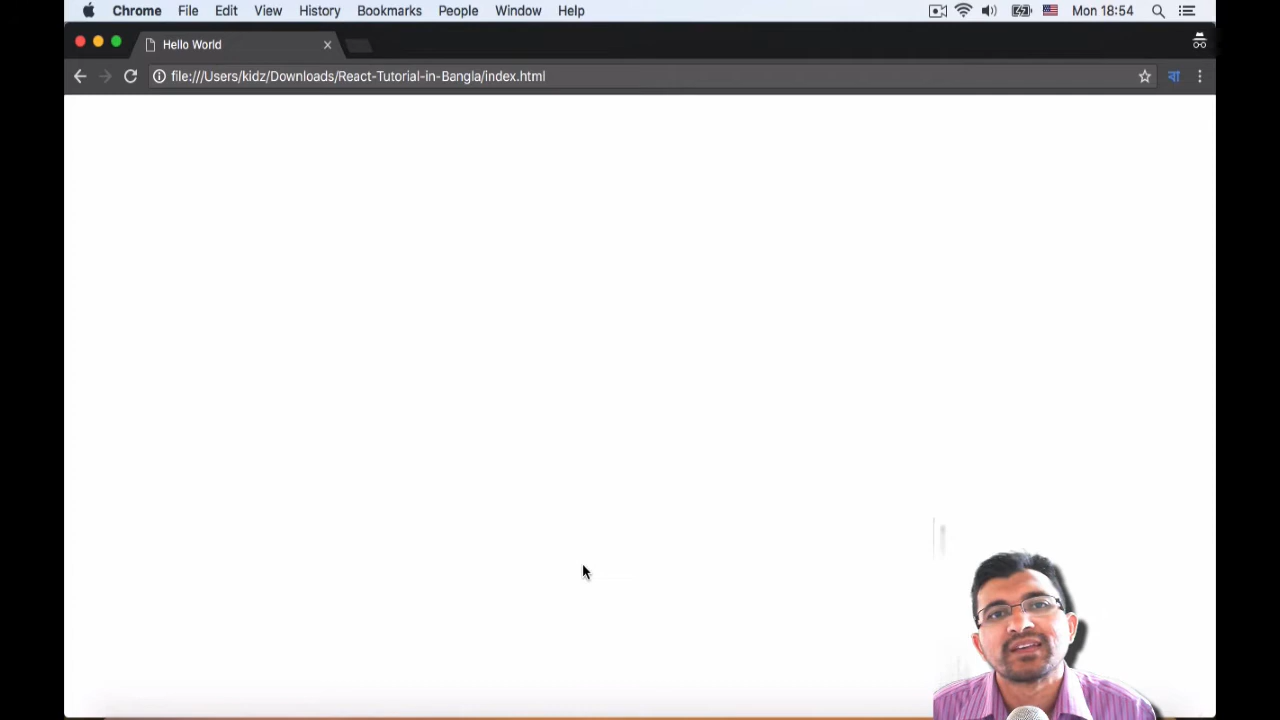 Chrome File Edit View History Bookmarks People Window Help Mon 18:54
Hello World
file:///Users/kidz/Downloads/React-Tutorial-in-Bangla/index.html বা